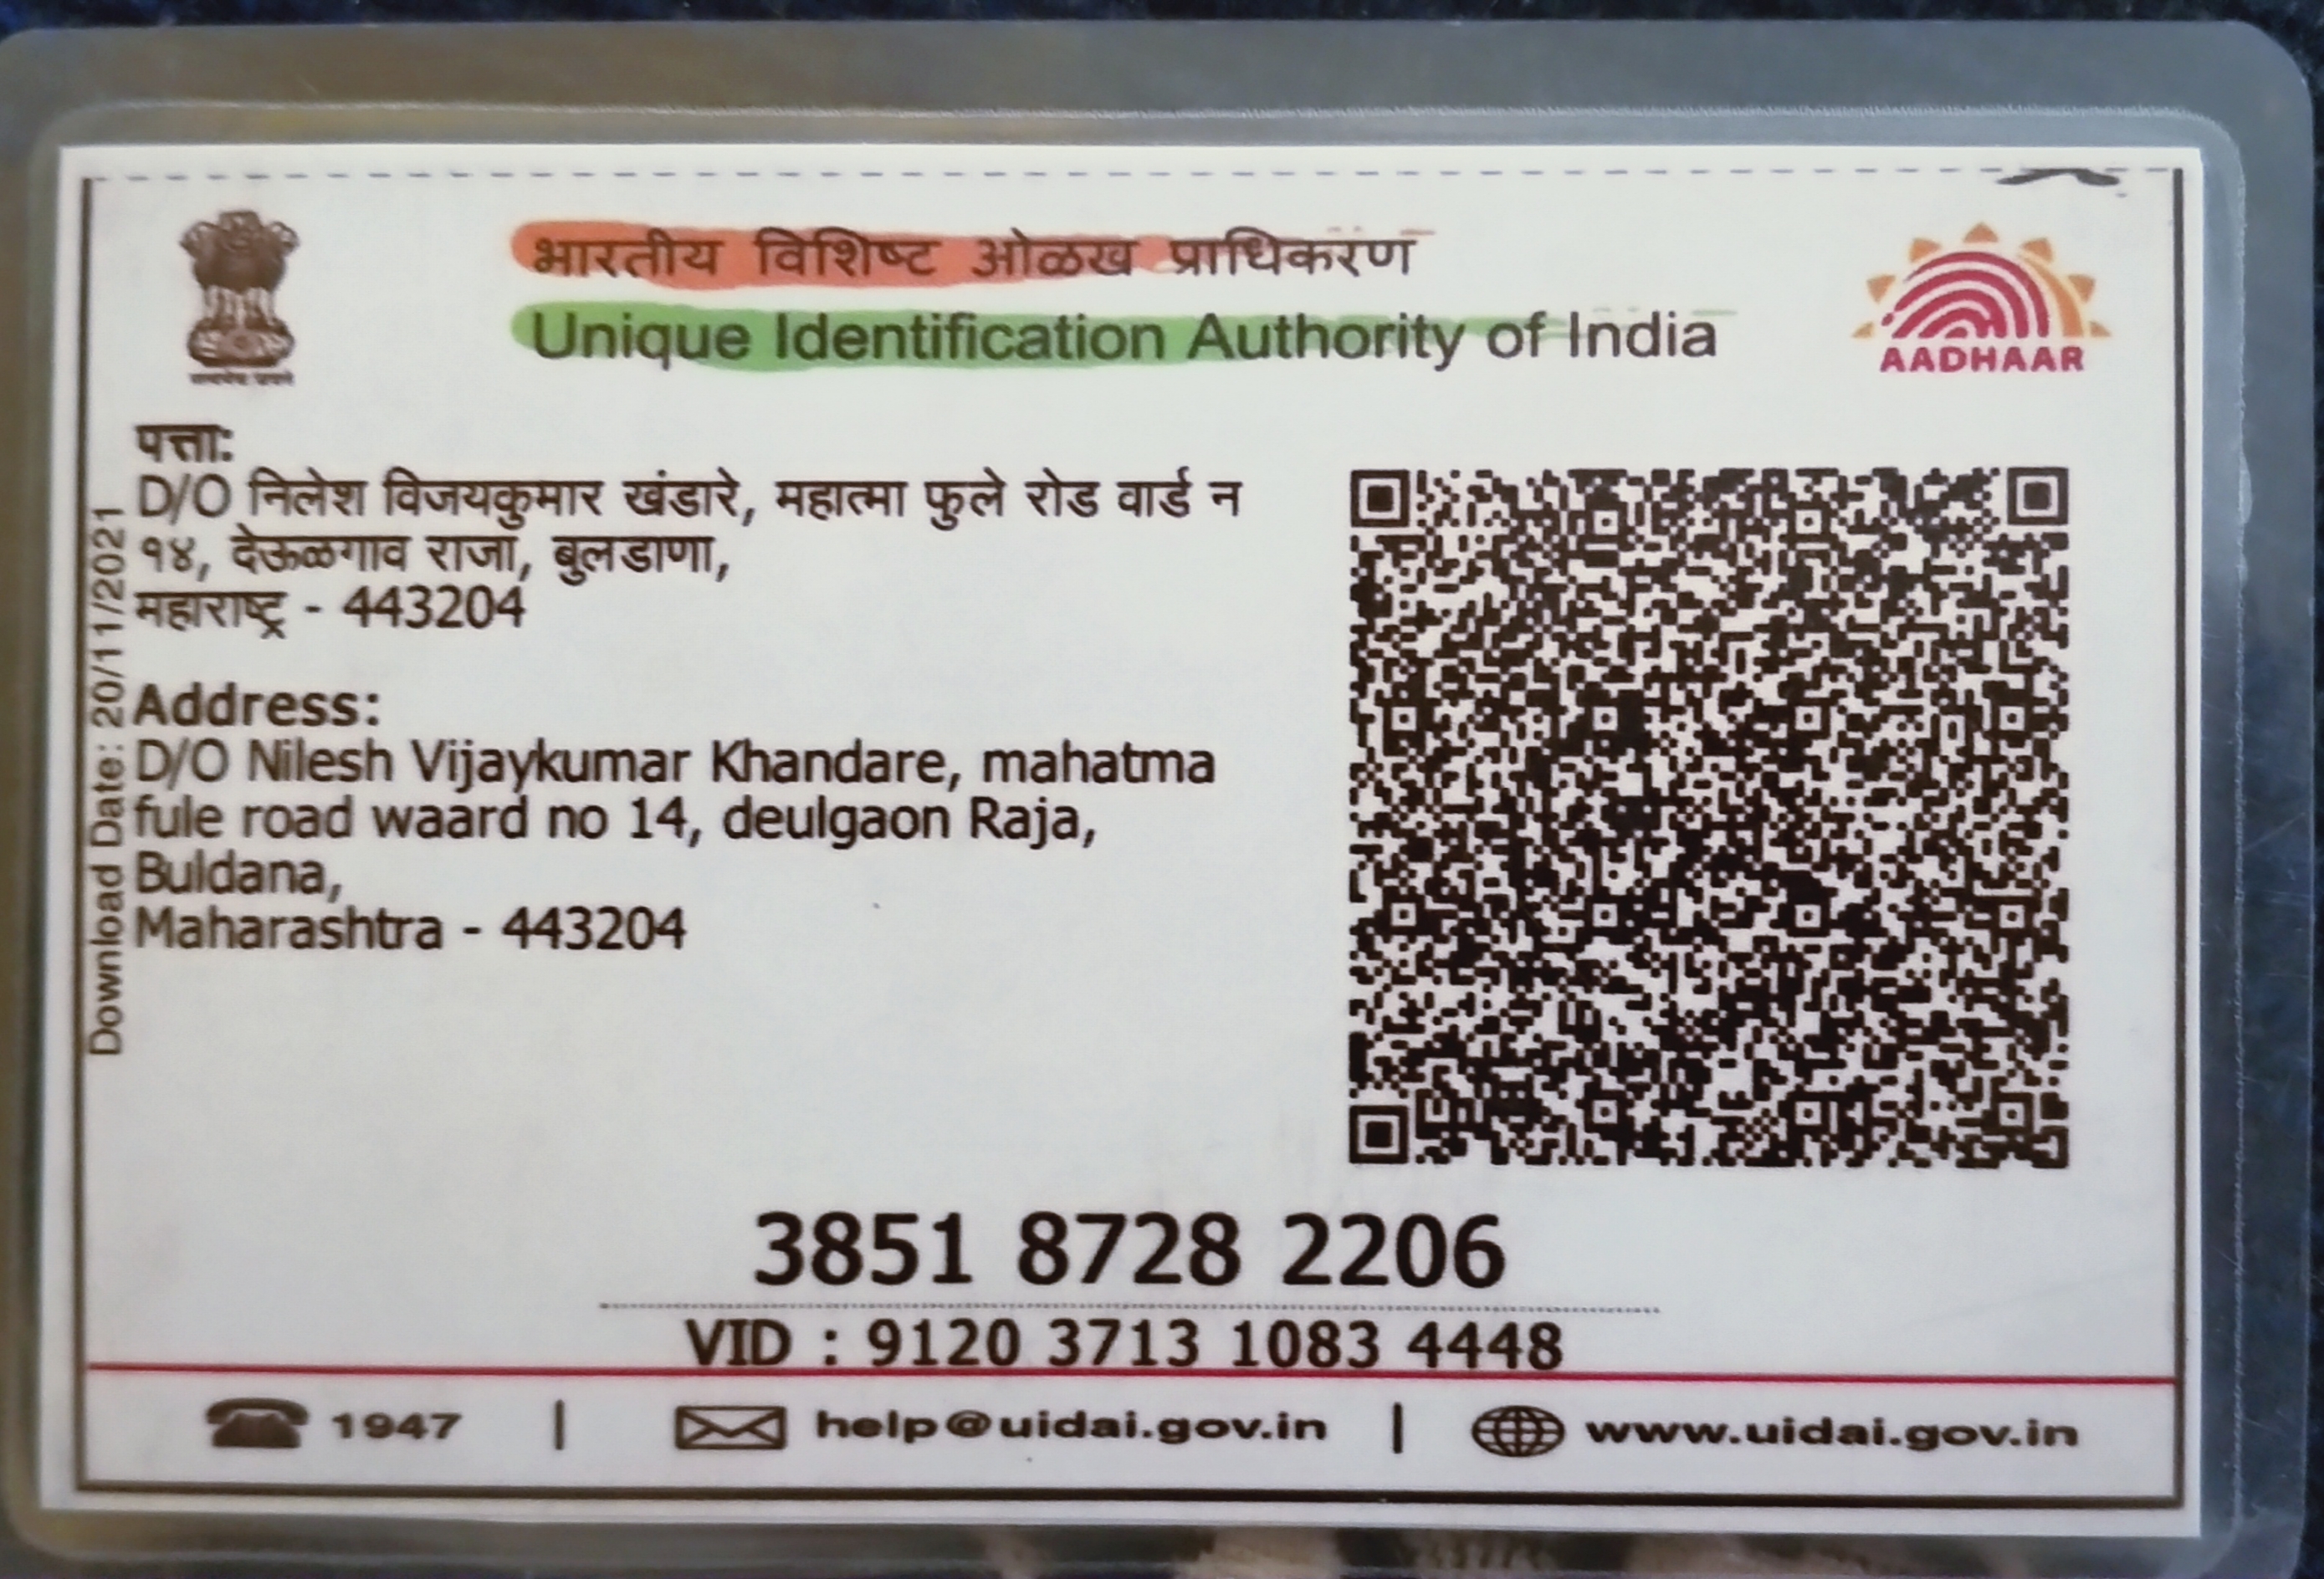 भारतीय विशिष्ट ओळख प्राधिकरण
Unique Identification Authority of India
AADHAAR
पत्ता:
D/O निलेश विजयकुमार खंडारे, महात्मा फुले रोड वार्ड न
१४, देऊळगाव राजा, बुलडाणा,
महाराष्ट्र - 443204
Address:
D/O Nilesh Vijaykumar Khandare, mahatma
fule road waard no 14, deulgaon Raja,
Buldana,
Maharashtra - 443204
Download Date: 20/11/2021
3851 8728 2206
VID : 9120 3713 1083 4448
1947 | help@uidai.gov.in | www.uidai.gov.in